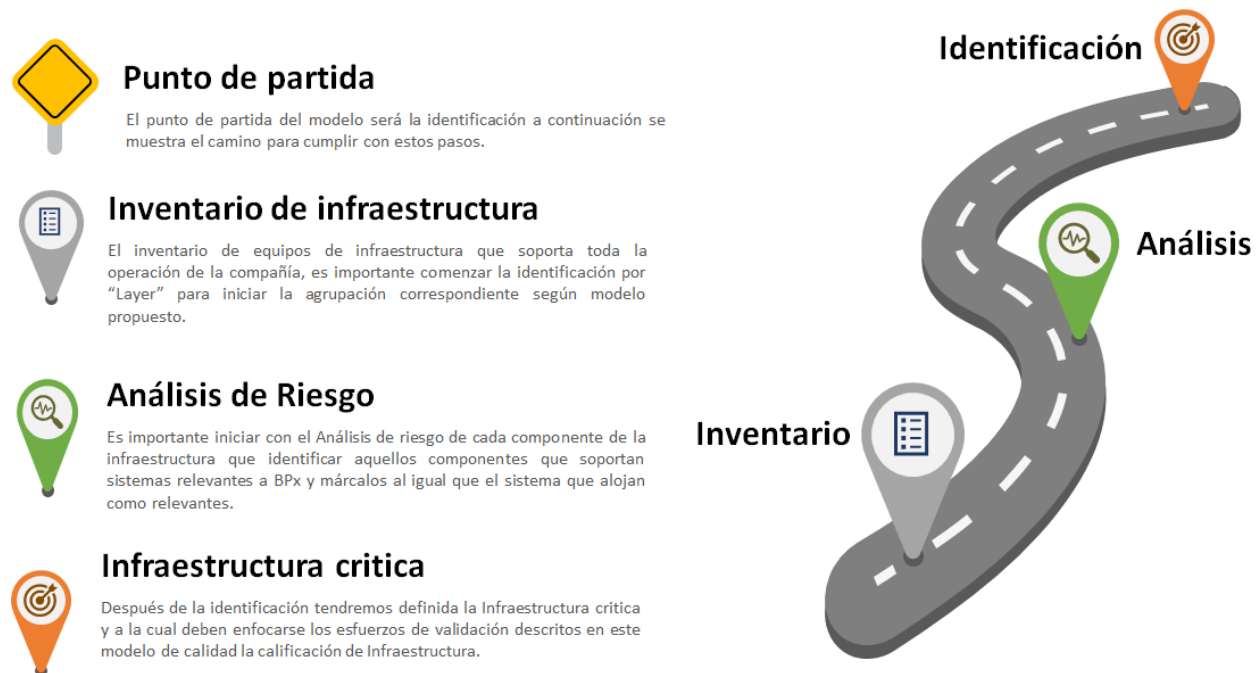 Punto de partida
El punto de partida del modelo será la identificación a continuación se
muestra el camino para cumplir con estos pasos.
Inventario de infraestructura
El inventario de equipos de infraestructura que soporta toda la
operación de la compañía, es importante comenzar la identificación por
“Layer” para iniciar la agrupación correspondiente según modelo
propuesto.
Análisis de Riesgo
Es importante iniciar con el Análisis de riesgo de cada componente de la
infraestructura que identificar aquellos componentes que soportan
sistemas relevantes a BPx y márcalos al igual que el sistema que alojan
como relevantes.
Infraestructura critica
Después de la identificación tendremos definida la Infraestructura critica
y a la cual deben enfocarse los esfuerzos de validación descritos en este
modelo de calidad la calificación de Infraestructura.
Identificación
Análisis
Inventario